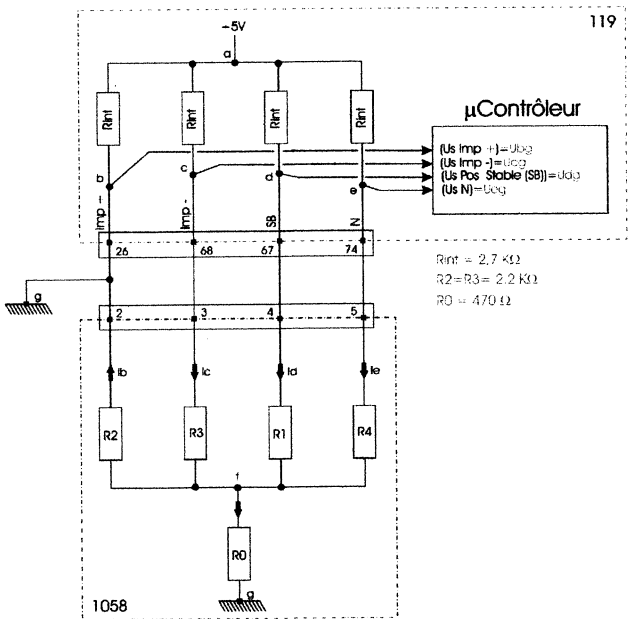 119
+5V
a
Rint
Rint
Rint
Rint
µContrôleur
(Us Imp +)=Ubg
(Us Imp -)=Ucg
(Us Pos Stable (SB))=Udg
(Us N)=Ueg
b
c
d
e
Imp +
Imp -
SB
N
26
68
67
74
Rint = 2,7 KΩ
R2=R3= 2.2 KΩ
R0 = 470 Ω
g
2
3
4
5
Ib
Ic
Id
Ie
R2
R3
R1
R4
f
R0
g
1058